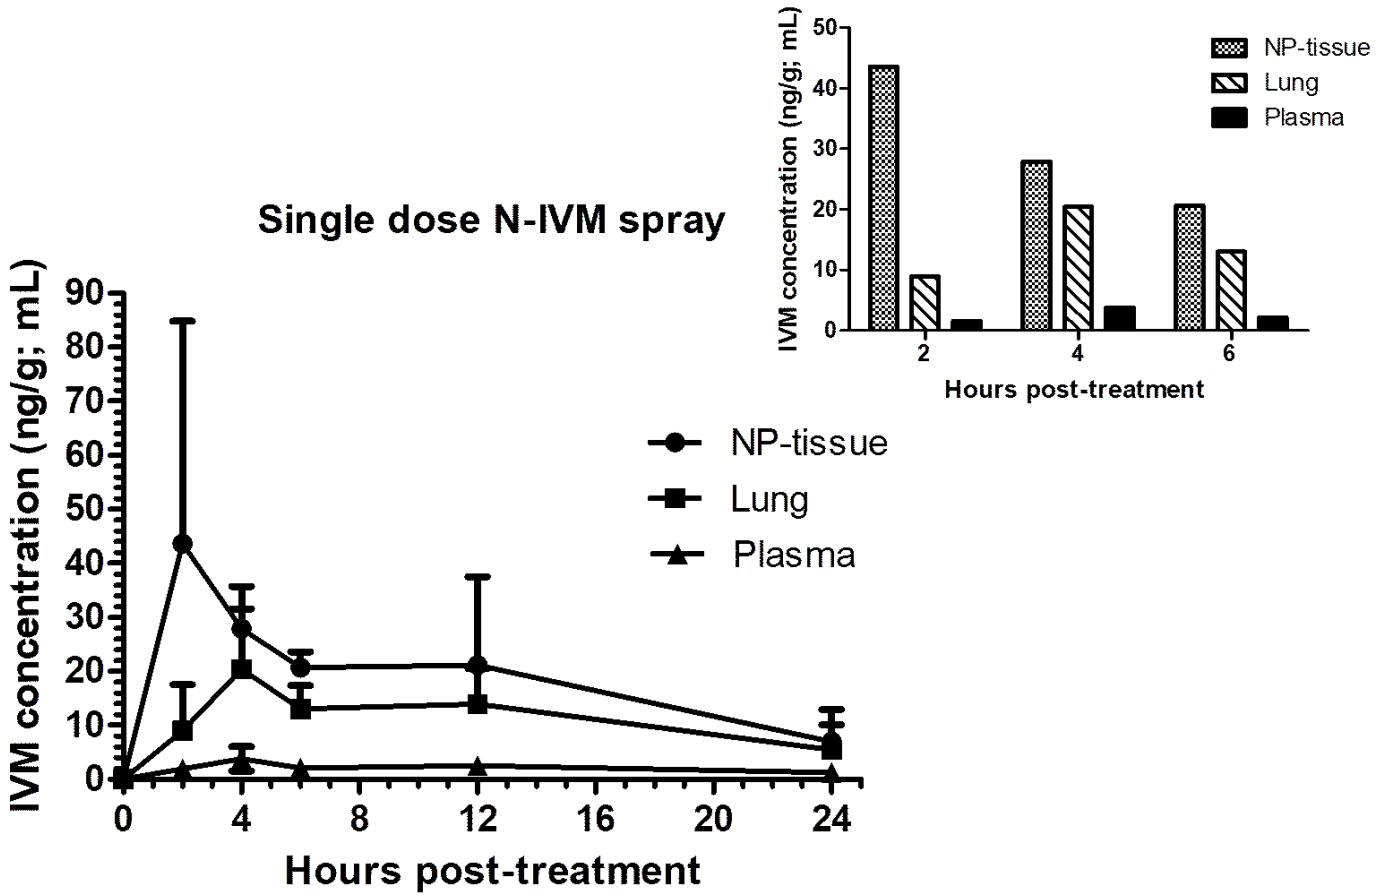 50
40
30
20
10
0
IVM concentration (ng/g; mL)
2 4 6
Hours post-treatment
NP-tissue
Lung
Plasma
Single dose N-IVM spray
90
80
70
60
50
40
30
20
10
0
IVM concentration (ng/g; mL)
NP-tissue
Lung
Plasma
0 4 8 12 16 20 24
Hours post-treatment